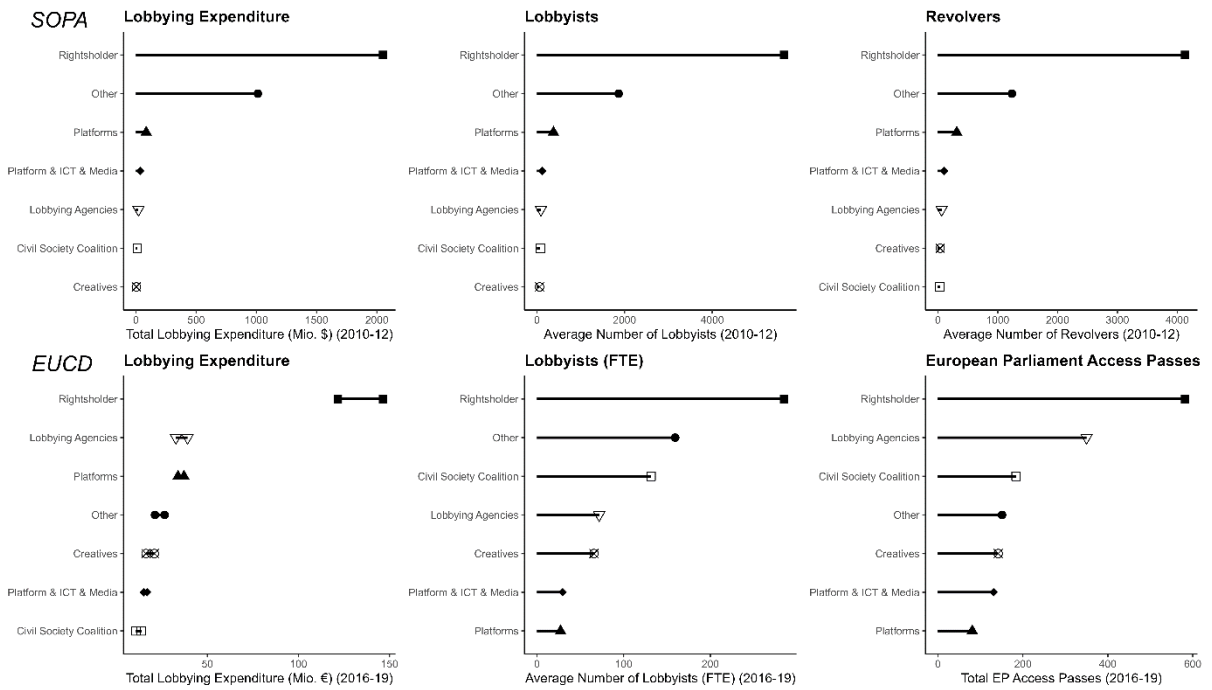 SOPA
Lobbying Expenditure
Rightsholder
Other
Platforms
Platform & ICT & Media
Lobbying Agencies
Civil Society Coalition
Creatives
0
500
1000
1500
2000
Total Lobbying Expenditure (Mio. $) (2010-12)
Lobbyists
Rightsholder
Other
Platforms
Platform & ICT & Media
Lobbying Agencies
Civil Society Coalition
Creatives
0
2000
4000
Average Number of Lobbyists (2010-12)
Revolvers
Rightsholder
Other
Platforms
Platform & ICT & Media
Lobbying Agencies
Creatives
Civil Society Coalition
0
1000
2000
3000
4000
Average Number of Revolvers (2010-12)
EUCD
Lobbying Expenditure
Rightsholder
Lobbying Agencies
Platforms
Other
Creatives
Platform & ICT & Media
Civil Society Coalition
50
100
150
Total Lobbying Expenditure (Mio. €) (2016-19)
Lobbyists (FTE)
Rightsholder
Other
Civil Society Coalition
Lobbying Agencies
Creatives
Platform & ICT & Media
Platforms
0
100
200
Average Number of Lobbyists (FTE) (2016-19)
European Parliament Access Passes
Rightsholder
Lobbying Agencies
Civil Society Coalition
Other
Creatives
Platform & ICT & Media
Platforms
0
200
400
600
Total EP Access Passes (2016-19)